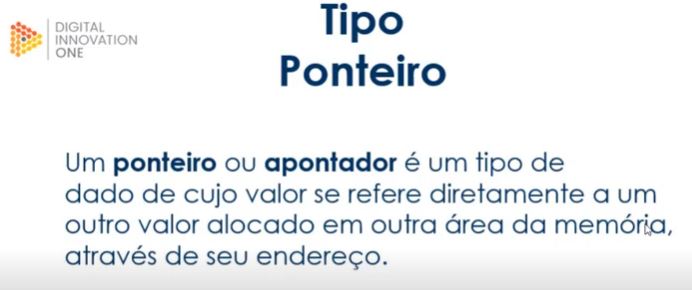 DIGITAL
INNOVATION
ONE
Tipo
Ponteiro
Um ponteiro ou apontador é um tipo de
dado de cujo valor se refere diretamente a um
outro valor alocado em outra área da memória,
através de seu endereço.